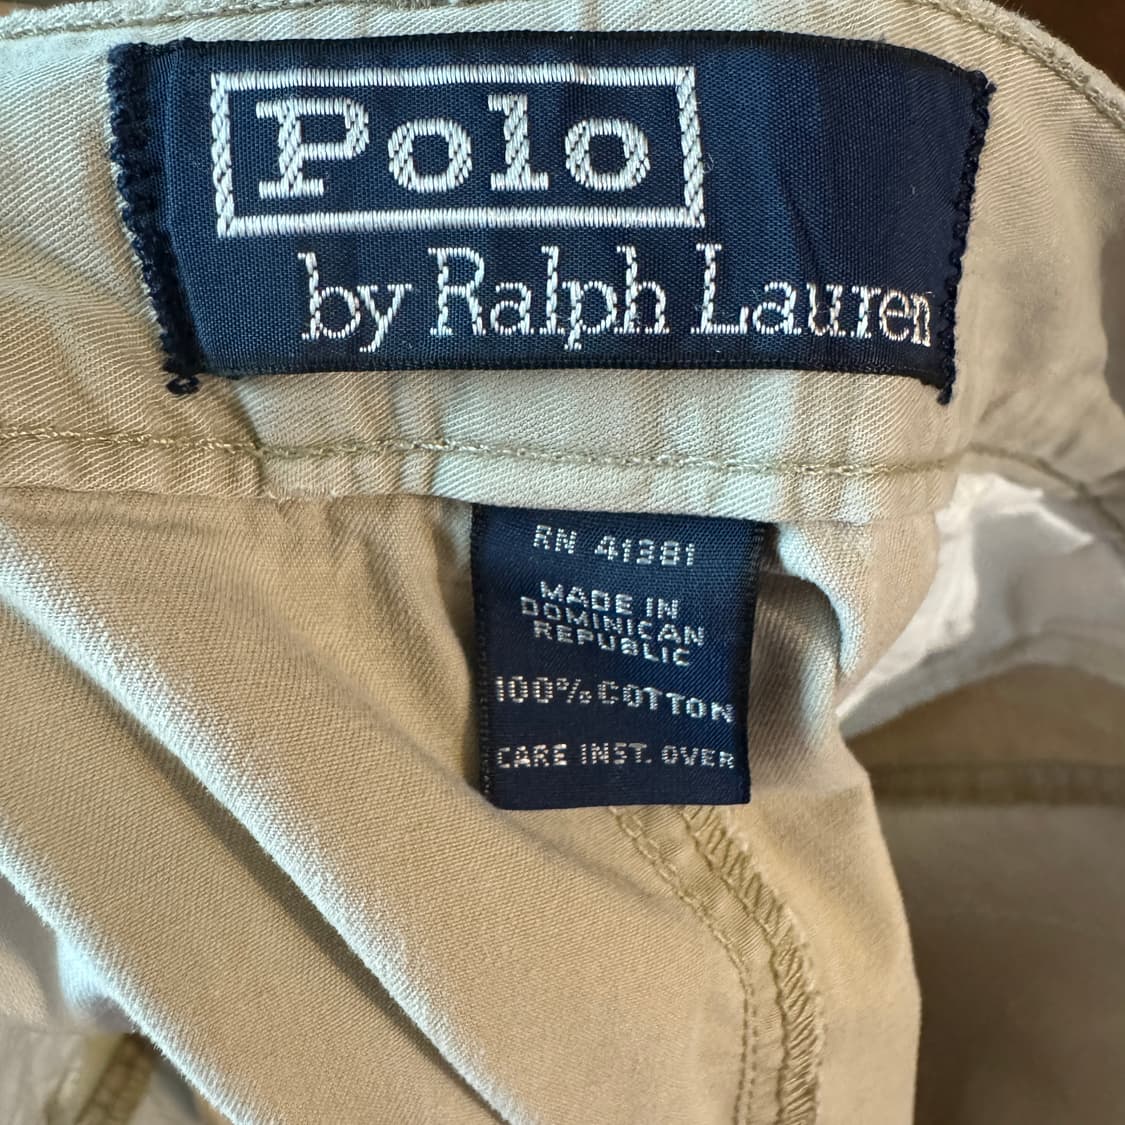 Polo
by Ralph Lauren
RN 41381
MADE IN
DOMINICAN
REPUBLIC
100% COTTON
CARE INST. OVER